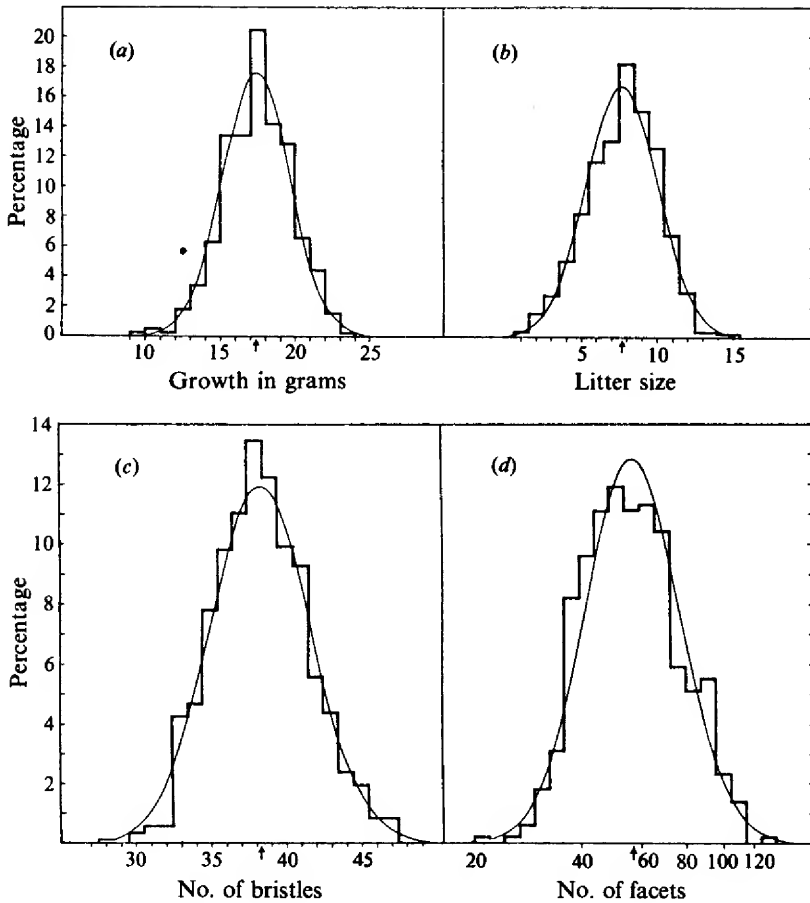 20
18
16
14
12
10
8
6
4
2
0
Percentage
(a)
10 15 20 25
Growth in grams
(b)
5 10 15
Litter size
14
12
10
8
6
4
2
Percentage
(c)
30 35 40 45
No. of bristles
(d)
20 40 60 80 100 120
No. of facets